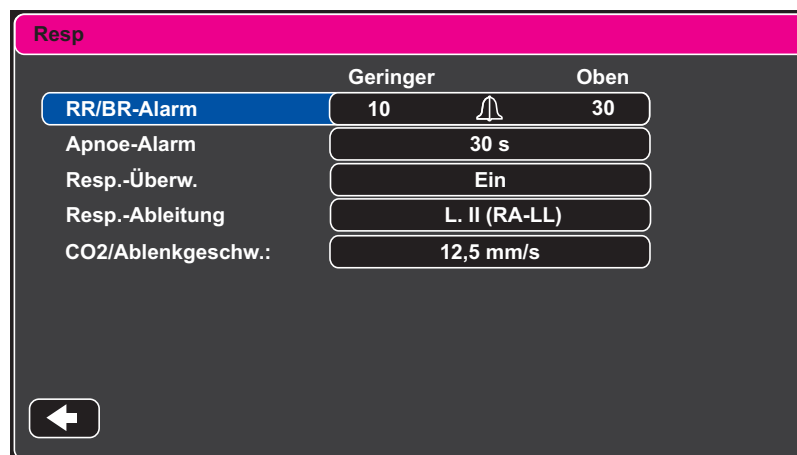 Resp
Geringer Oben
RR/BR-Alarm 10 30
Apnoe-Alarm 30 s
Resp.-Überw. Ein
Resp.-Ableitung L. II (RA-LL)
CO2/Ablenkgeschw.: 12,5 mm/s